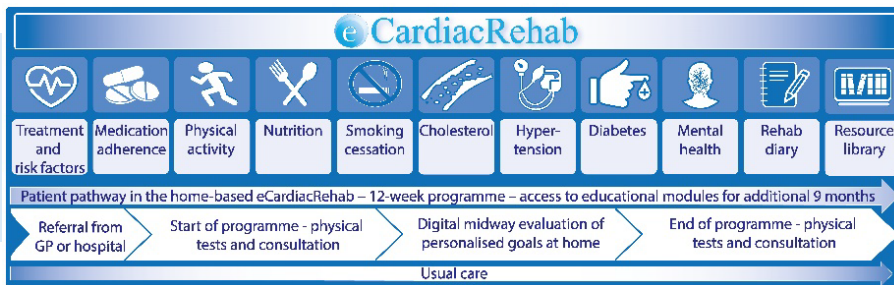 e CardiacRehab
Treatment
and
risk factors
Medication
adherence
Physical
activity
Nutrition
Smoking
cessation
Cholesterol
Hyper-
tension
Diabetes
Mental
health
Rehab
diary
Resource
library
Patient pathway in the home-based eCardiacRehab – 12-week programme – access to educational modules for additional 9 months
Referral from
GP or hospital
Start of programme - physical
tests and consultation
Digital midway evaluation of
personalised goals at home
End of programme - physical
tests and consultation
Usual care